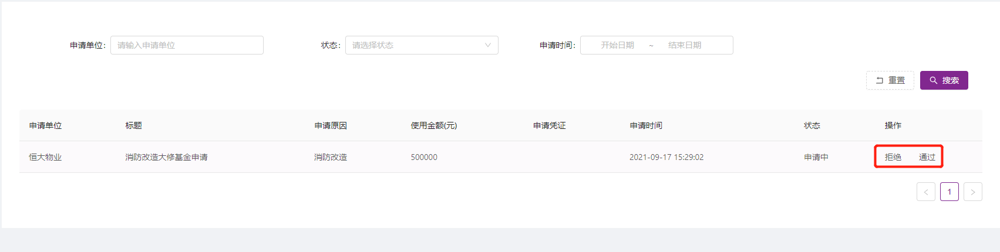 申请单位: 请输入申请单位 状态: 请选择状态 申请时间: 开始日期 ~ 结束日期
重置 搜索
申请单位 标题 申请原因 使用金额(元) 申请凭证 申请时间 状态 操作
恒大物业 消防改造大修基金申请 消防改造 500000 2021-09-17 15:29:02 申请中 拒绝 通过
< 1 >